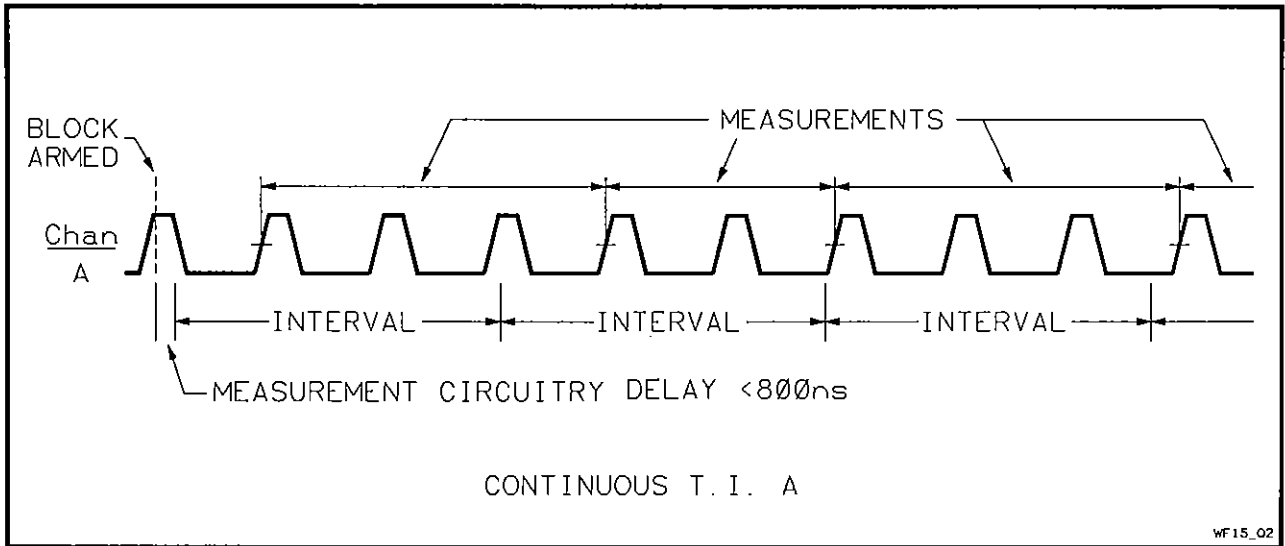 BLOCK
ARMED
MEASUREMENTS
Chan
A
INTERVAL
INTERVAL
INTERVAL
MEASUREMENT CIRCUITRY DELAY <800ns
CONTINUOUS T. I. A
WF15_02